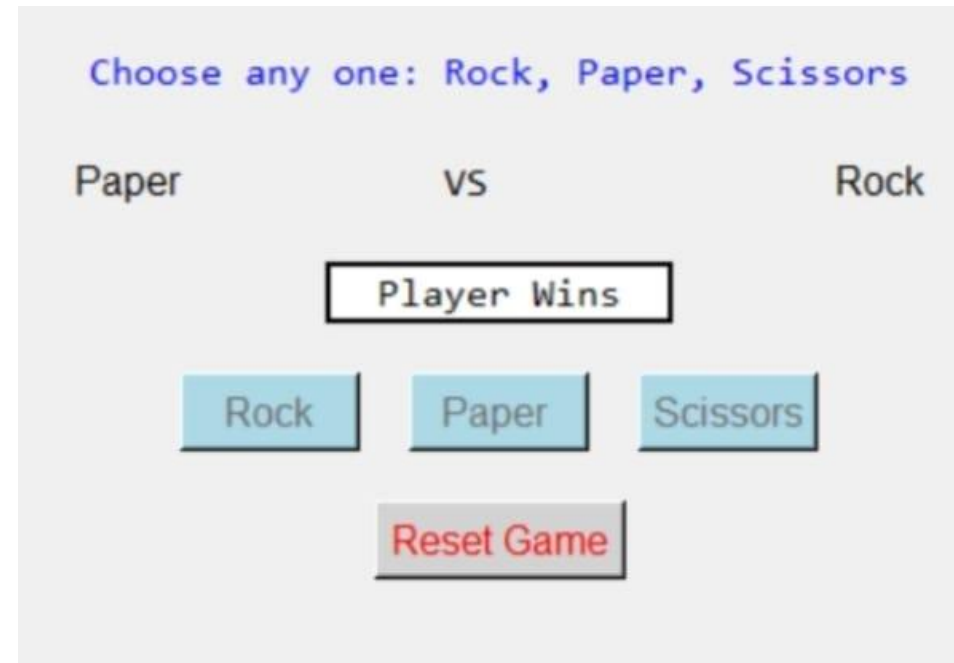 Choose any one: Rock, Paper, Scissors
Paper vs Rock
Player Wins
Rock Paper Scissors
Reset Game